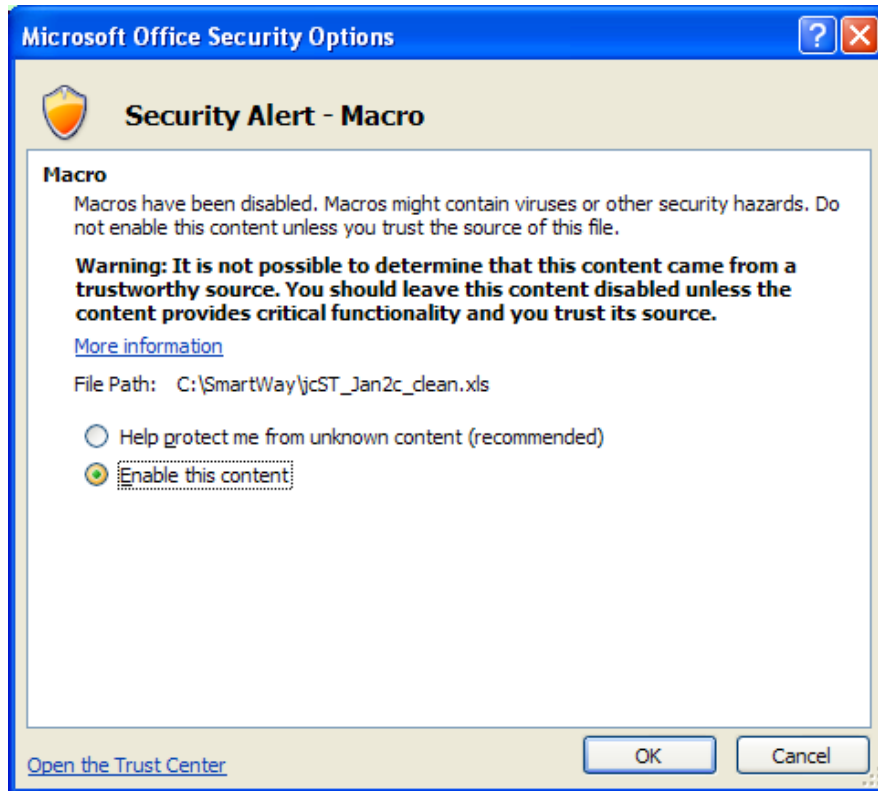 Microsoft Office Security Options
Security Alert - Macro
Macro
Macros have been disabled. Macros might contain viruses or other security hazards. Do
not enable this content unless you trust the source of this file.
Warning: It is not possible to determine that this content came from a
trustworthy source. You should leave this content disabled unless the
content provides critical functionality and you trust its source.
More information
File Path: C:\SmartWay\jcST_Jan2c_clean.xls
Help protect me from unknown content (recommended)
Enable this content
Open the Trust Center
OK
Cancel